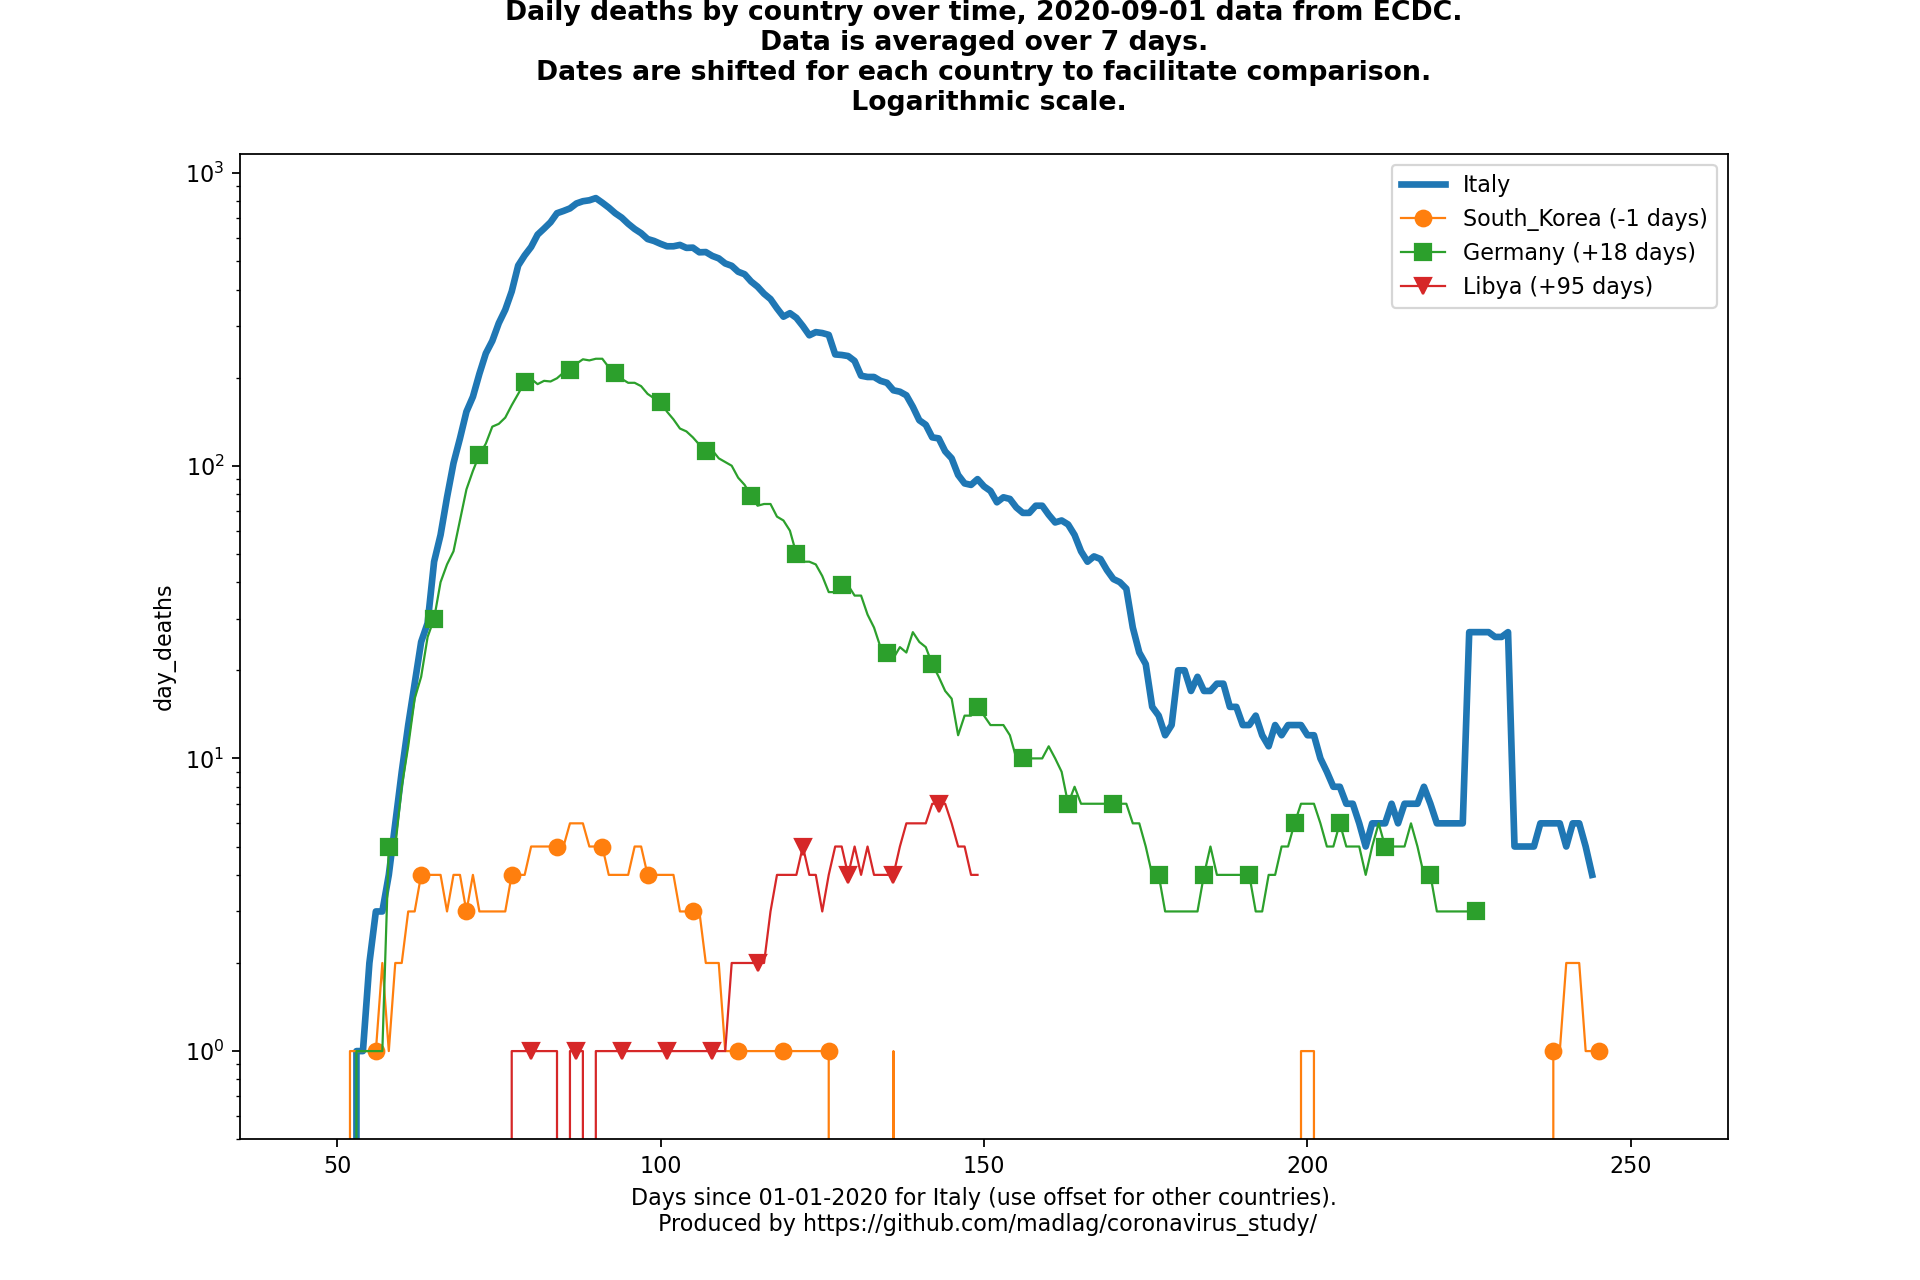 Daily deaths by country over time, 2020-09-01 data from ECDC.
Data is averaged over 7 days.
Dates are shifted for each country to facilitate comparison.
Logarithmic scale.
10³
10²
10¹
10⁰
day_deaths
Italy
South_Korea (-1 days)
Germany (+18 days)
Libya (+95 days)
50
100
150
200
250
Days since 01-01-2020 for Italy (use offset for other countries).
Produced by https://github.com/madlag/coronavirus_study/